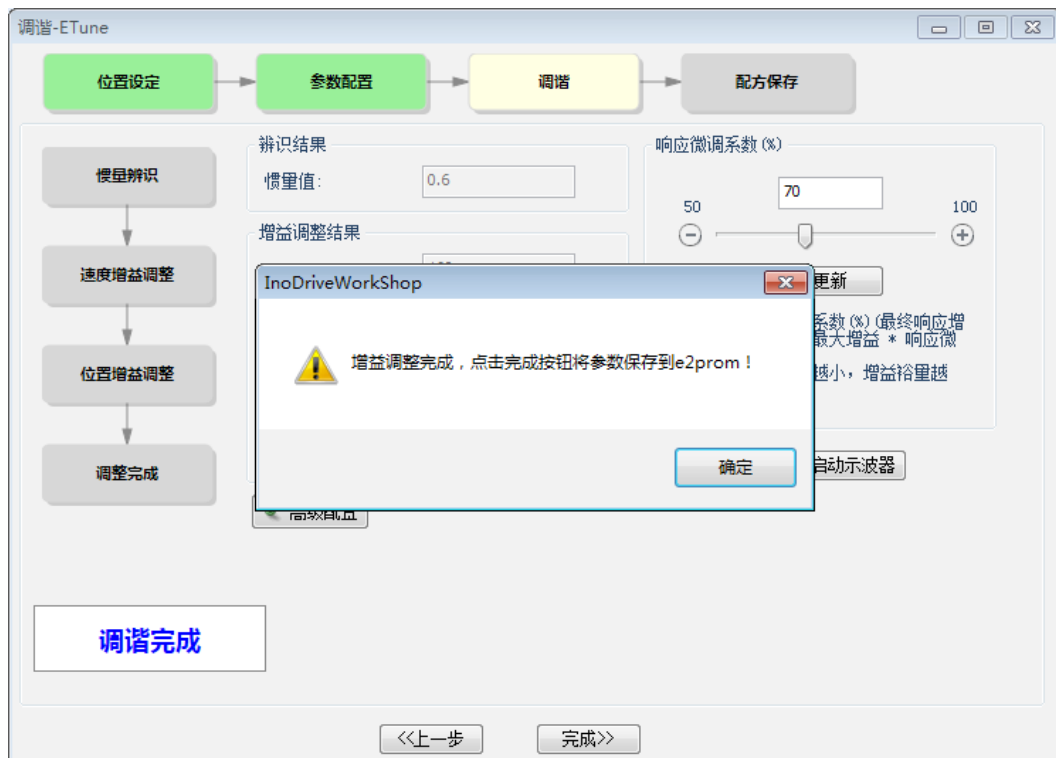 调谐-ETune
位置设定
参数配置
调谐
配方保存
惯量辨识
速度增益调整
位置增益调整
调整完成
辨识结果
惯量值:
0.6
增益调整结果
响应微调系数(%)
70
50
100
更新
系数(%)(最终响应增
最大增益 * 响应微
越小，增益裕量越
启动示波器
InoDriveWorkShop
增益调整完成，点击完成按钮将参数保存到e2prom！
确定
高级配置
调谐完成
<<上一步
完成>>